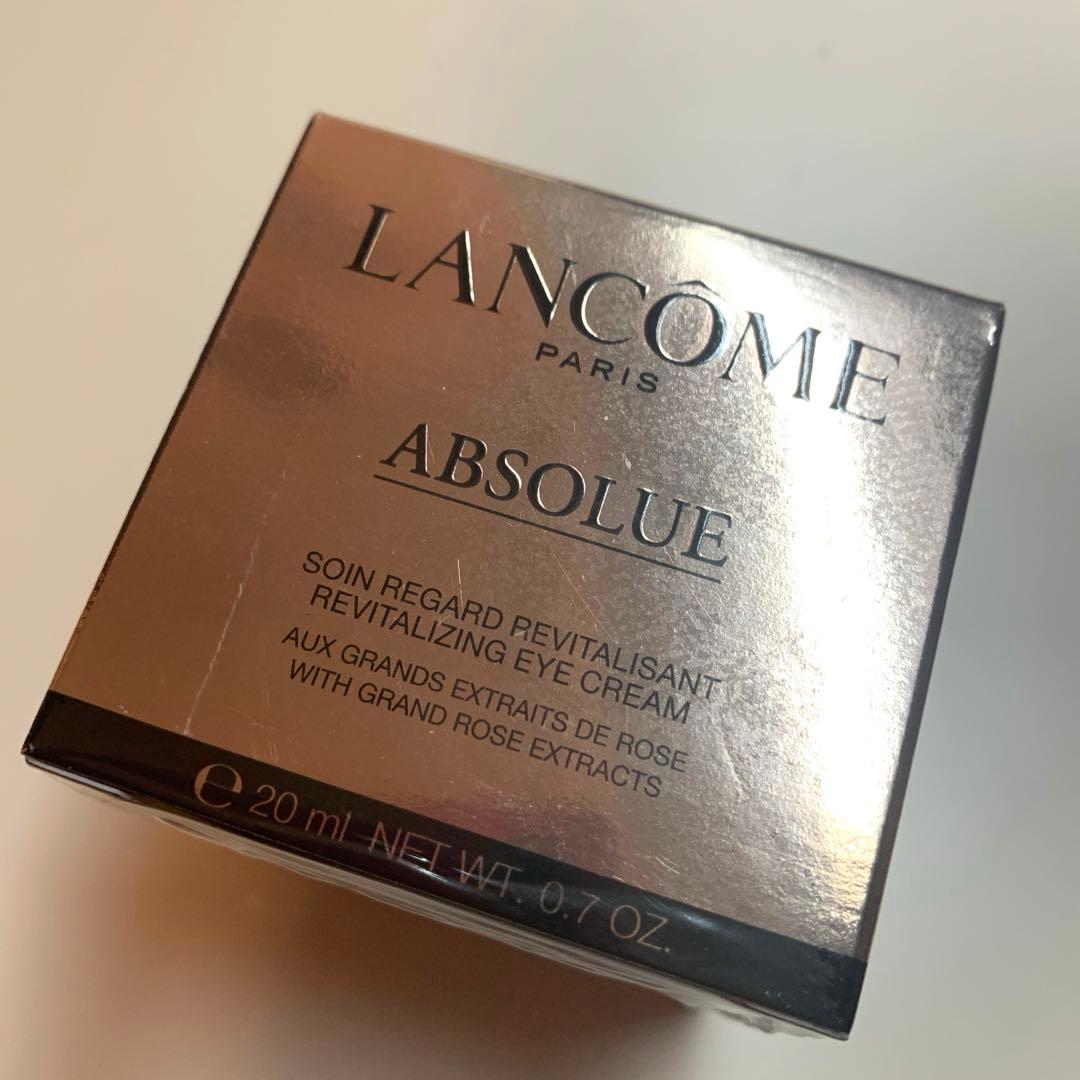 LANCÔME
PARIS
ABSOLUE
SOIN REGARD REVITALISANT
REVITALIZING EYE CREAM
AUX GRANDS EXTRAITS DE ROSE
WITH GRAND ROSE EXTRACTS
℮ 20 ml NET WT. 0.7 OZ.